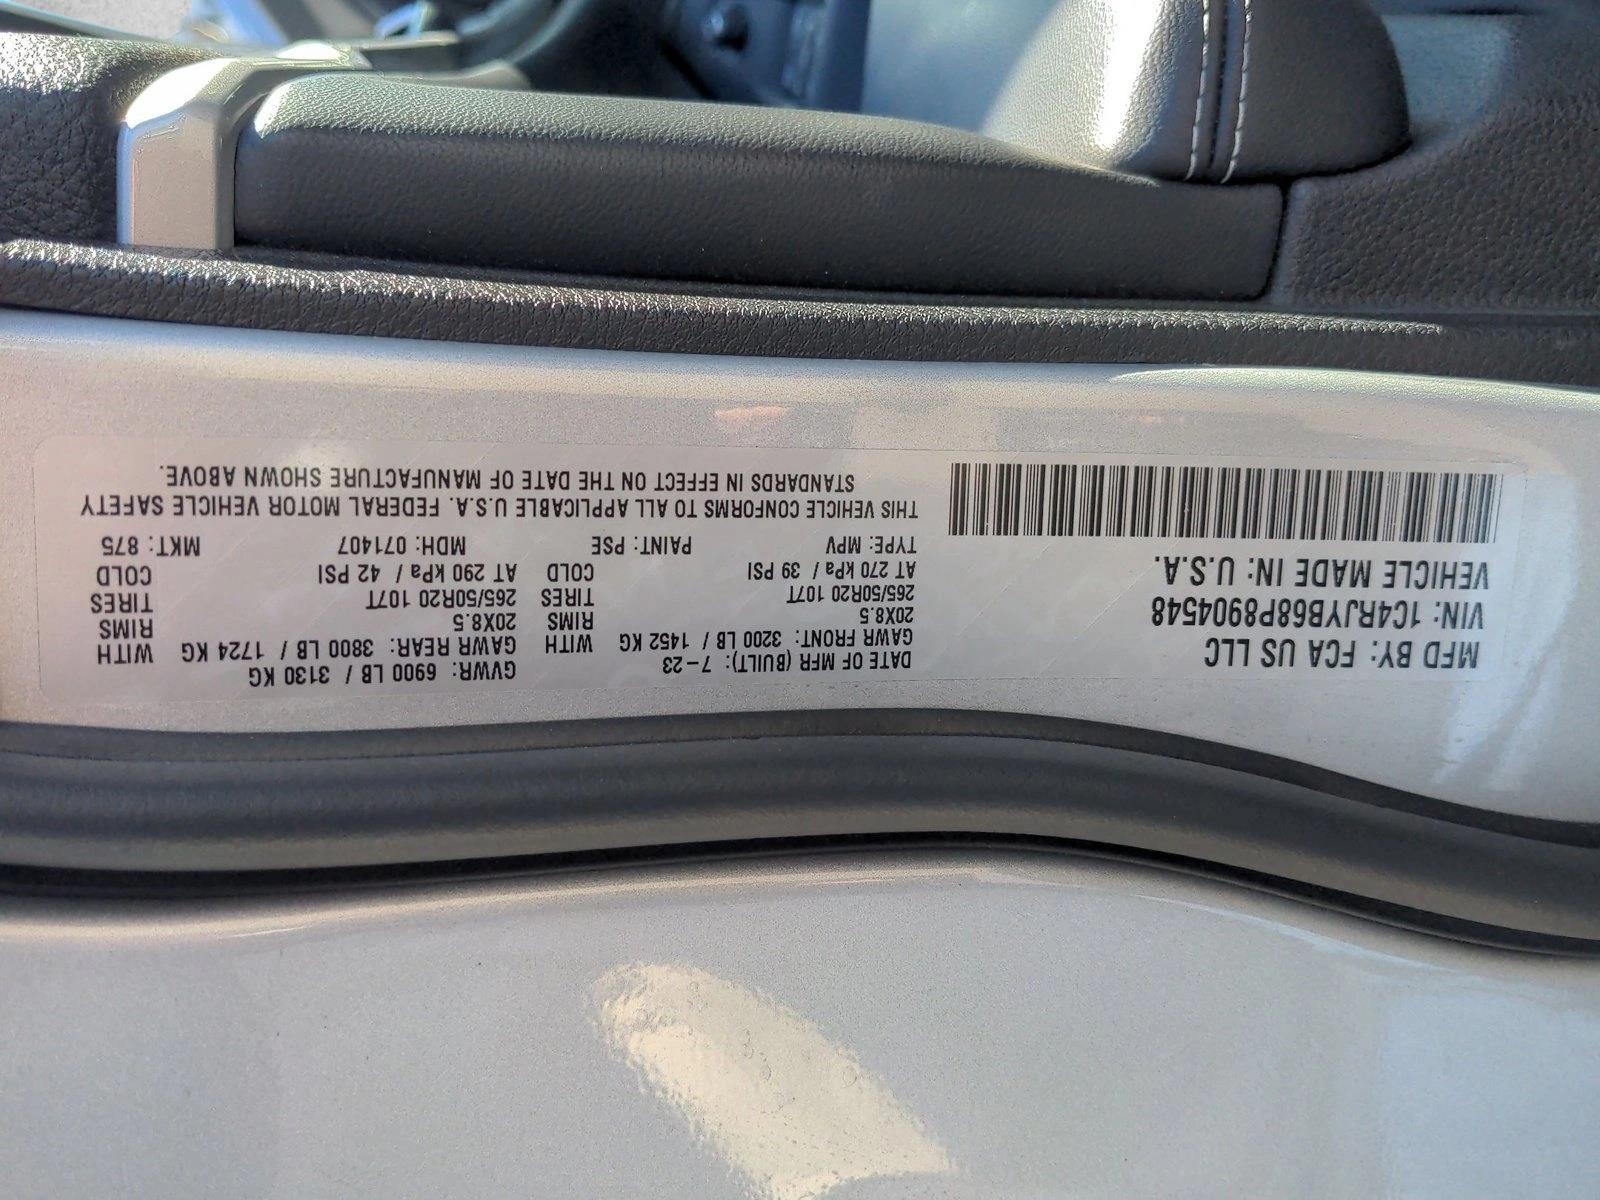 MFD BY: FCA US LLC
VIN: 1C4RJYB68P8904548
VEHICLE MADE IN: U.S.A.
DATE OF MFR (BUILT): 7-23
GAWR FRONT: 3200 LB / 1452 KG WITH
20X8.5 RIMS
265/50R20 107T TIRES
AT 270 kPa / 39 PSI COLD
TYPE: MPV PAINT: PSE
GVWR: 6900 LB / 3130 KG
GAWR REAR: 3800 LB / 1724 KG WITH
20X8.5 RIMS
265/50R20 107T TIRES
AT 290 kPa / 42 PSI COLD
MDH: 071407 MKT: 875
THIS VEHICLE CONFORMS TO ALL APPLICABLE U.S.A. FEDERAL MOTOR VEHICLE SAFETY
STANDARDS IN EFFECT ON THE DATE OF MANUFACTURE SHOWN ABOVE.